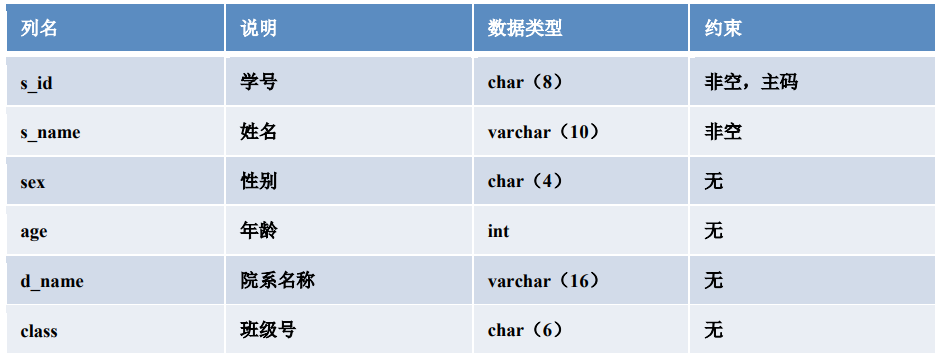 列名 说明 数据类型 约束
s_id 学号 char（8） 非空，主码
s_name 姓名 varchar（10） 非空
sex 性别 char（4） 无
age 年龄 int 无
d_name 院系名称 varchar（16） 无
class 班级号 char（6） 无